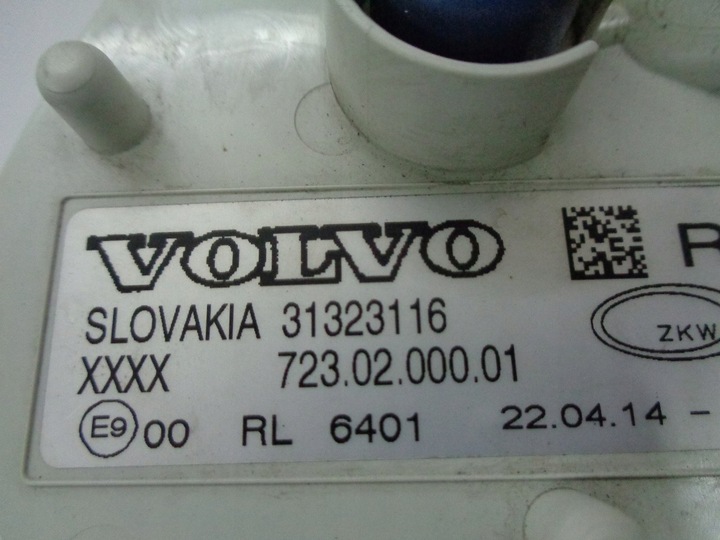 VOLVO R
SLOVAKIA 31323116
ZKW
XXXX 723.02.000.01
E9 00 RL 6401 22.04.14 -